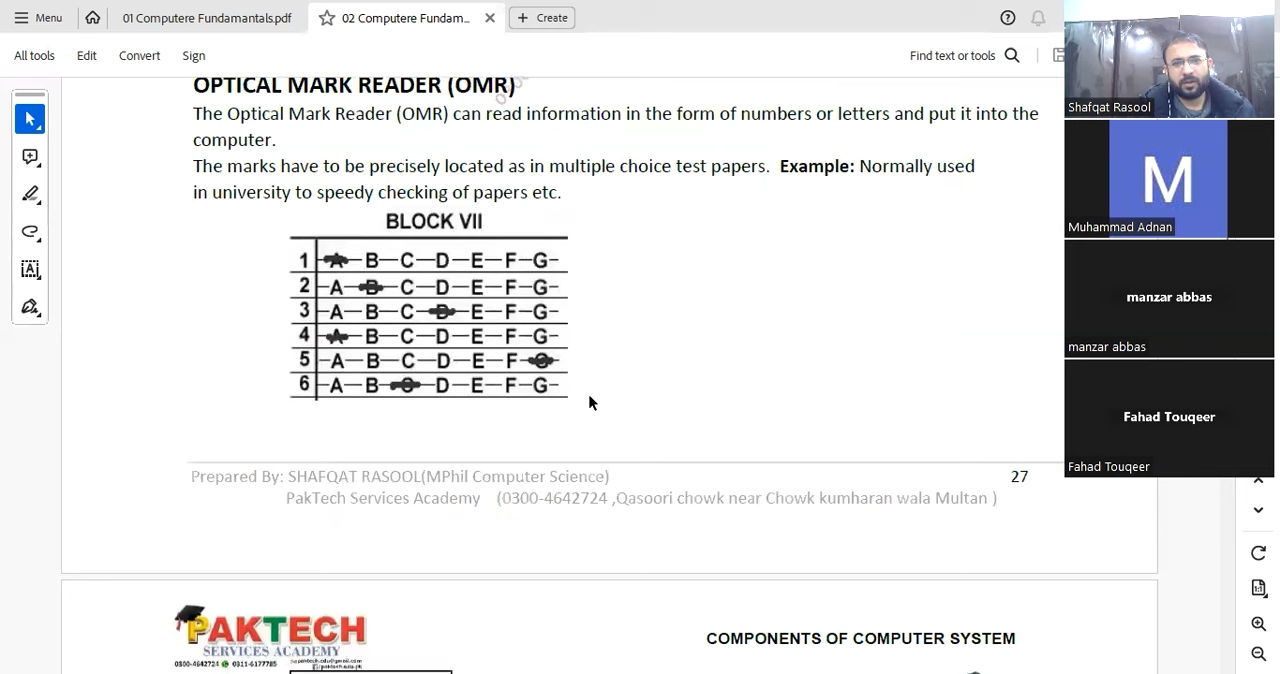 Menu
01 Computere Fundamantals.pdf
02 Computere Fundam...
Create
All tools
Edit
Convert
Sign
Find text or tools
OPTICAL MARK READER (OMR)
The Optical Mark Reader (OMR) can read information in the form of numbers or letters and put it into the
computer.
The marks have to be precisely located as in multiple choice test papers. Example: Normally used
in university to speedy checking of papers etc.
BLOCK VII
1 A B C D E F G
2 A B C D E F G
3 A B C D E F G
4 A B C D E F G
5 A B C D E F G
6 A B C D E F G
Prepared By: SHAFQAT RASOOL(MPhil Computer Science)
27
PakTech Services Academy (0300-4642724 ,Qasoori chowk near Chowk kumharan wala Multan )
PAKTECH
SERVICES ACADEMY
0300-4642724 0311-6177785
COMPONENTS OF COMPUTER SYSTEM
Shafqat Rasool
M
Muhammad Adnan
manzar abbas
manzar abbas
Fahad Touqeer
Fahad Touqeer